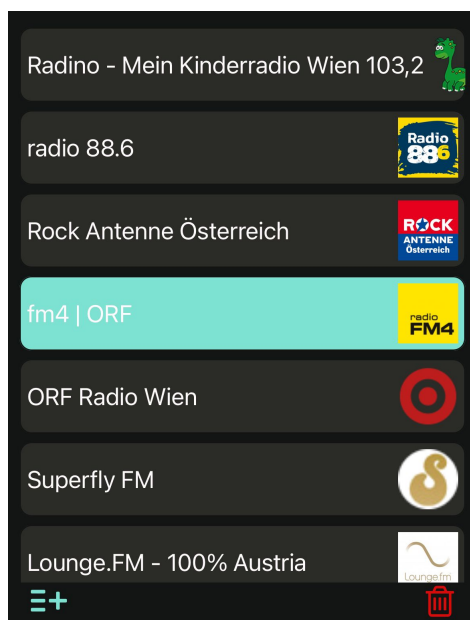 Radino - Mein Kinderradio Wien 103,2
radio 88.6
Radio
886
Rock Antenne Österreich
ROCK
ANTENNE
Österreich
fm4 | ORF
radio
FM4
ORF Radio Wien
Superfly FM
Lounge.FM - 100% Austria
Lounge fm